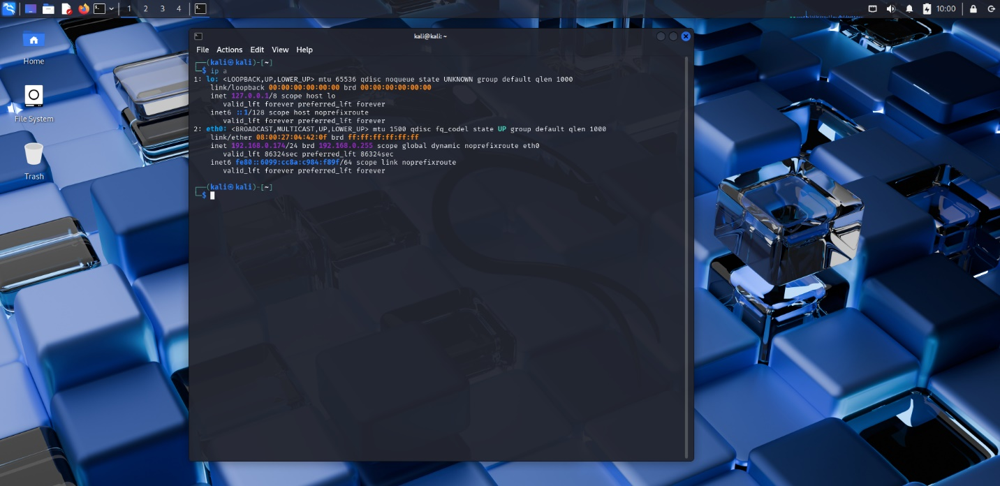 1 2 3 4
10:00
Home
File System
Trash
kali@kali: ~
File Actions Edit View Help
┌──(kali㉿kali)-[~]
└─$ ip a
1: lo: <LOOPBACK,UP,LOWER_UP> mtu 65536 qdisc noqueue state UNKNOWN group default qlen 1000
    link/loopback 00:00:00:00:00:00 brd 00:00:00:00:00:00
    inet 127.0.0.1/8 scope host lo
       valid_lft forever preferred_lft forever
    inet6 ::1/128 scope host noprefixroute
       valid_lft forever preferred_lft forever
2: eth0: <BROADCAST,MULTICAST,UP,LOWER_UP> mtu 1500 qdisc fq_codel state UP group default qlen 1000
    link/ether 08:00:27:04:42:0f brd ff:ff:ff:ff:ff:ff
    inet 192.168.0.174/24 brd 192.168.0.255 scope global dynamic noprefixroute eth0
       valid_lft 86324sec preferred_lft 86324sec
    inet6 fe80::6099:cc8a:c984:f89f/64 scope link noprefixroute
       valid_lft forever preferred_lft forever
┌──(kali㉿kali)-[~]
└─$